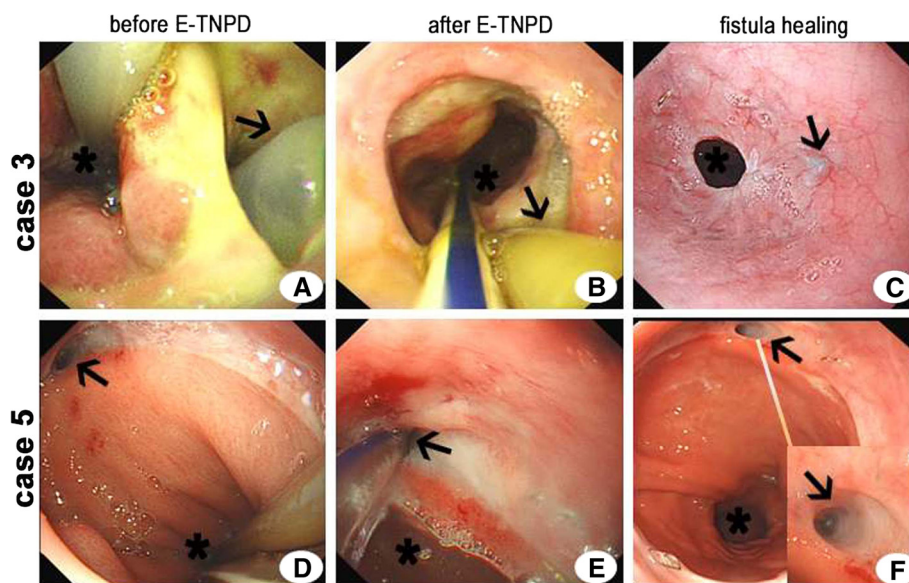 before E-TNPD
after E-TNPD
fistula healing
case 3
*
A
*
B
*
C
case 5
*
D
*
E
*
F